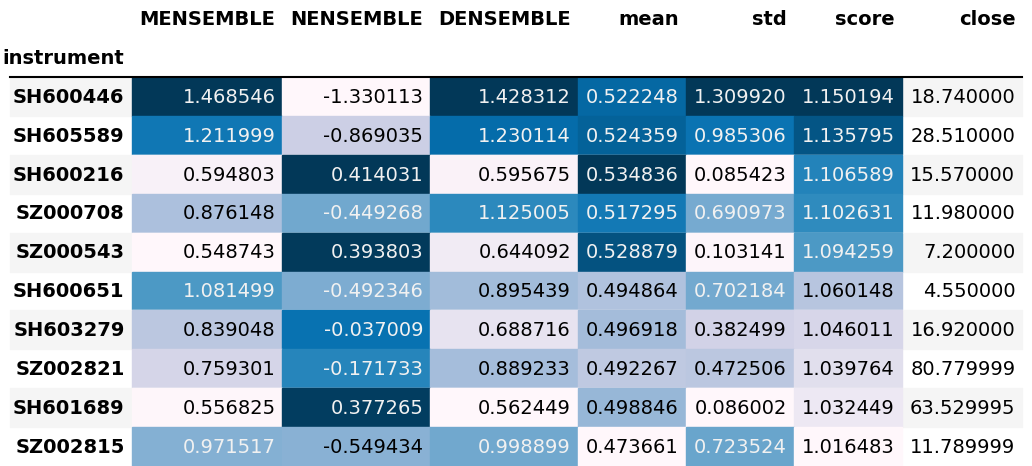 MENSEMBLE NENSEMBLE DENSEMBLE mean std score close
instrument
SH600446 1.468546 -1.330113 1.428312 0.522248 1.309920 1.150194 18.740000
SH605589 1.211999 -0.869035 1.230114 0.524359 0.985306 1.135795 28.510000
SH600216 0.594803 0.414031 0.595675 0.534836 0.085423 1.106589 15.570000
SZ000708 0.876148 -0.449268 1.125005 0.517295 0.690973 1.102631 11.980000
SZ000543 0.548743 0.393803 0.644092 0.528879 0.103141 1.094259 7.200000
SH600651 1.081499 -0.492346 0.895439 0.494864 0.702184 1.060148 4.550000
SH603279 0.839048 -0.037009 0.688716 0.496918 0.382499 1.046011 16.920000
SZ002821 0.759301 -0.171733 0.889233 0.492267 0.472506 1.039764 80.779999
SH601689 0.556825 0.377265 0.562449 0.498846 0.086002 1.032449 63.529995
SZ002815 0.971517 -0.549434 0.998899 0.473661 0.723524 1.016483 11.789999